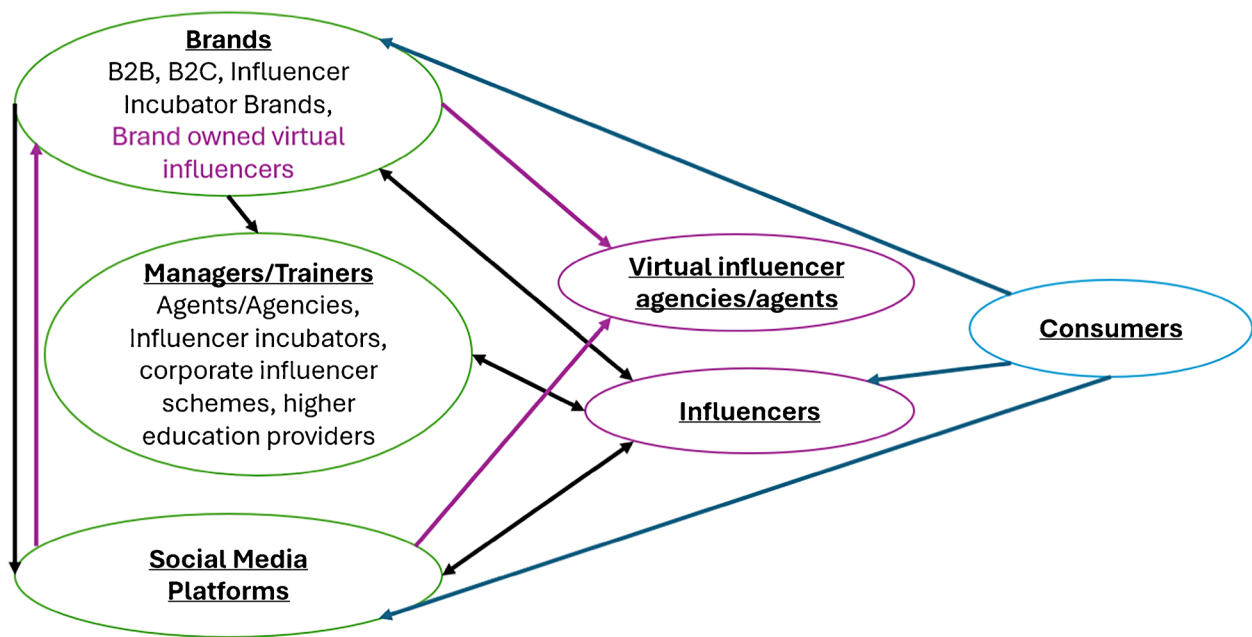 Brands
B2B, B2C, Influencer
Incubator Brands,
Brand owned virtual
influencers
Managers/Trainers
Agents/Agencies,
Influencer incubators,
corporate influencer
schemes, higher
education providers
Social Media
Platforms
Virtual influencer
agencies/agents
Influencers
Consumers